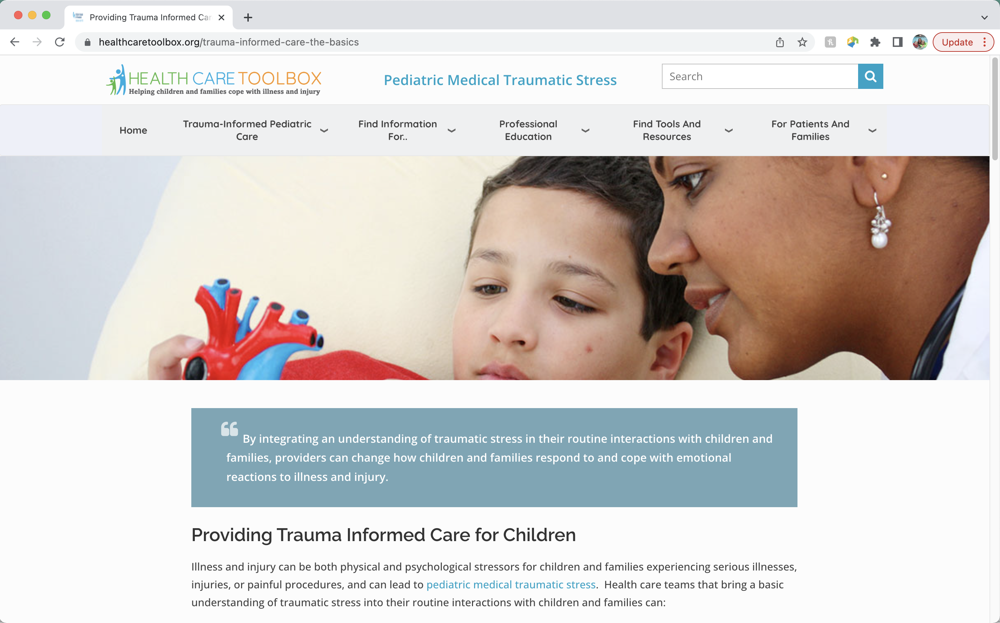 Providing Trauma Informed Car
healthcaretoolbox.org/trauma-informed-care-the-basics
Update
HEALTH CARE TOOLBOX
Helping children and families cope with illness and injury
Pediatric Medical Traumatic Stress
Search
Home
Trauma-Informed Pediatric
Care
Find Information
For..
Professional
Education
Find Tools And
Resources
For Patients And
Families
By integrating an understanding of traumatic stress in their routine interactions with children and
families, providers can change how children and families respond to and cope with emotional
reactions to illness and injury.
Providing Trauma Informed Care for Children
Illness and injury can be both physical and psychological stressors for children and families experiencing serious illnesses,
injuries, or painful procedures, and can lead to pediatric medical traumatic stress. Health care teams that bring a basic
understanding of traumatic stress into their routine interactions with children and families can: